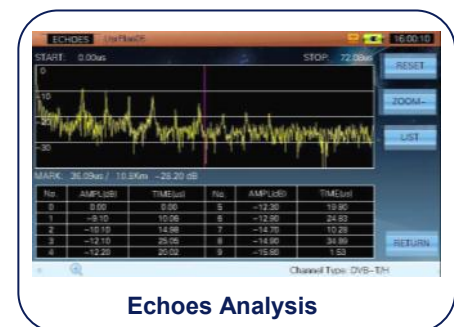 ECHOES
16:00:10
START: 0.00us STOP: 72.08us
RESET
0
-10
ZOOM-
-20
LIST
-30
MARK: 36.09us / 10.8Km -28.20 dB
No. AMPL(dB) TIME(us) No. AMPL(dB) TIME(us)
0 0.00 0.00 5 -12.30 19.90
1 -9.10 10.06 6 -12.90 24.83
2 -10.10 14.98 7 -14.70 10.28
3 -12.10 25.05 8 -14.90 34.89
4 -12.20 20.02 9 -15.60 1.53
RETURN
Channel Type: DVB-T/H
Echoes Analysis